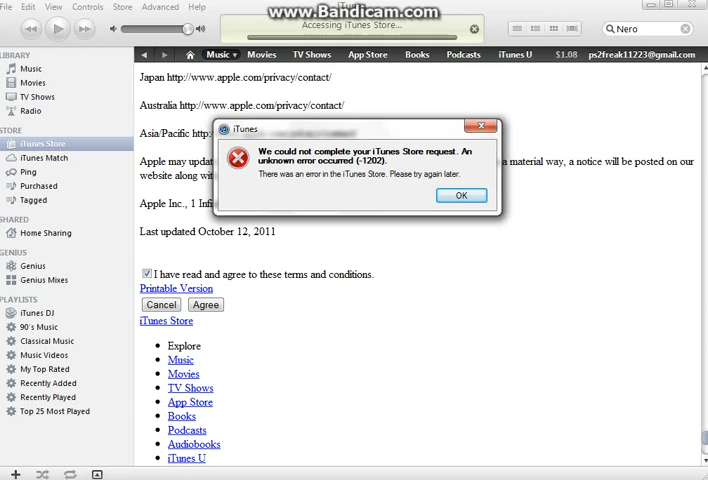 www.Bandicam.com
File Edit View Controls Store Advanced Help
Accessing iTunes Store...
Nero
Music Movies TV Shows App Store Books Podcasts iTunes U $1.08 ps2freak11223@gmail.com
LIBRARY
Music
Movies
TV Shows
Radio
STORE
iTunes Store
iTunes Match
Ping
Purchased
Tagged
SHARED
Home Sharing
GENIUS
Genius
Genius Mixes
PLAYLISTS
iTunes DJ
90's Music
Classical Music
Music Videos
My Top Rated
Recently Added
Recently Played
Top 25 Most Played
Japan http://www.apple.com/privacy/contact/
Australia http://www.apple.com/privacy/contact/
Asia/Pacific http:
Apple may updat
a material way, a notice will be posted on our
website along wit
Apple Inc., 1 Infi
Last updated October 12, 2011
iTunes
We could not complete your iTunes Store request. An
unknown error occurred (-1202).
There was an error in the iTunes Store. Please try again later.
OK
I have read and agree to these terms and conditions.
Printable Version
Cancel Agree
iTunes Store
Explore
Music
Movies
TV Shows
App Store
Books
Podcasts
Audiobooks
iTunes U